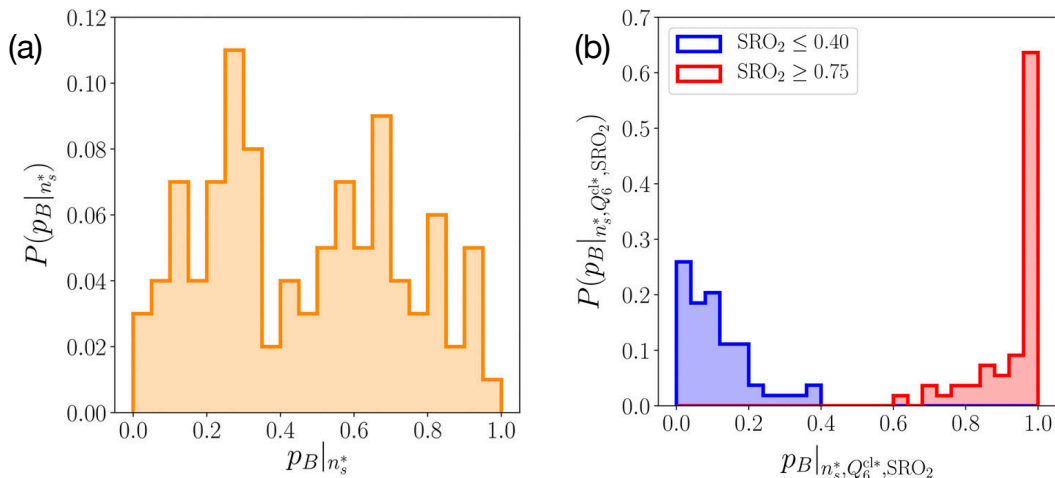 (a)
0.12
0.10
0.08
0.06
0.04
0.02
0.00
P(p_B|_{n_s^*})
0.0 0.2 0.4 0.6 0.8 1.0
p_B|_{n_s^*}
(b)
0.7
0.6
0.5
0.4
0.3
0.2
0.1
0.0
P(p_B|_{n_s^*,Q_6^{cl*},SRO_2})
SRO₂ ≤ 0.40
SRO₂ ≥ 0.75
0.0 0.2 0.4 0.6 0.8 1.0
p_B|_{n_s^*,Q_6^{cl*},SRO_2}